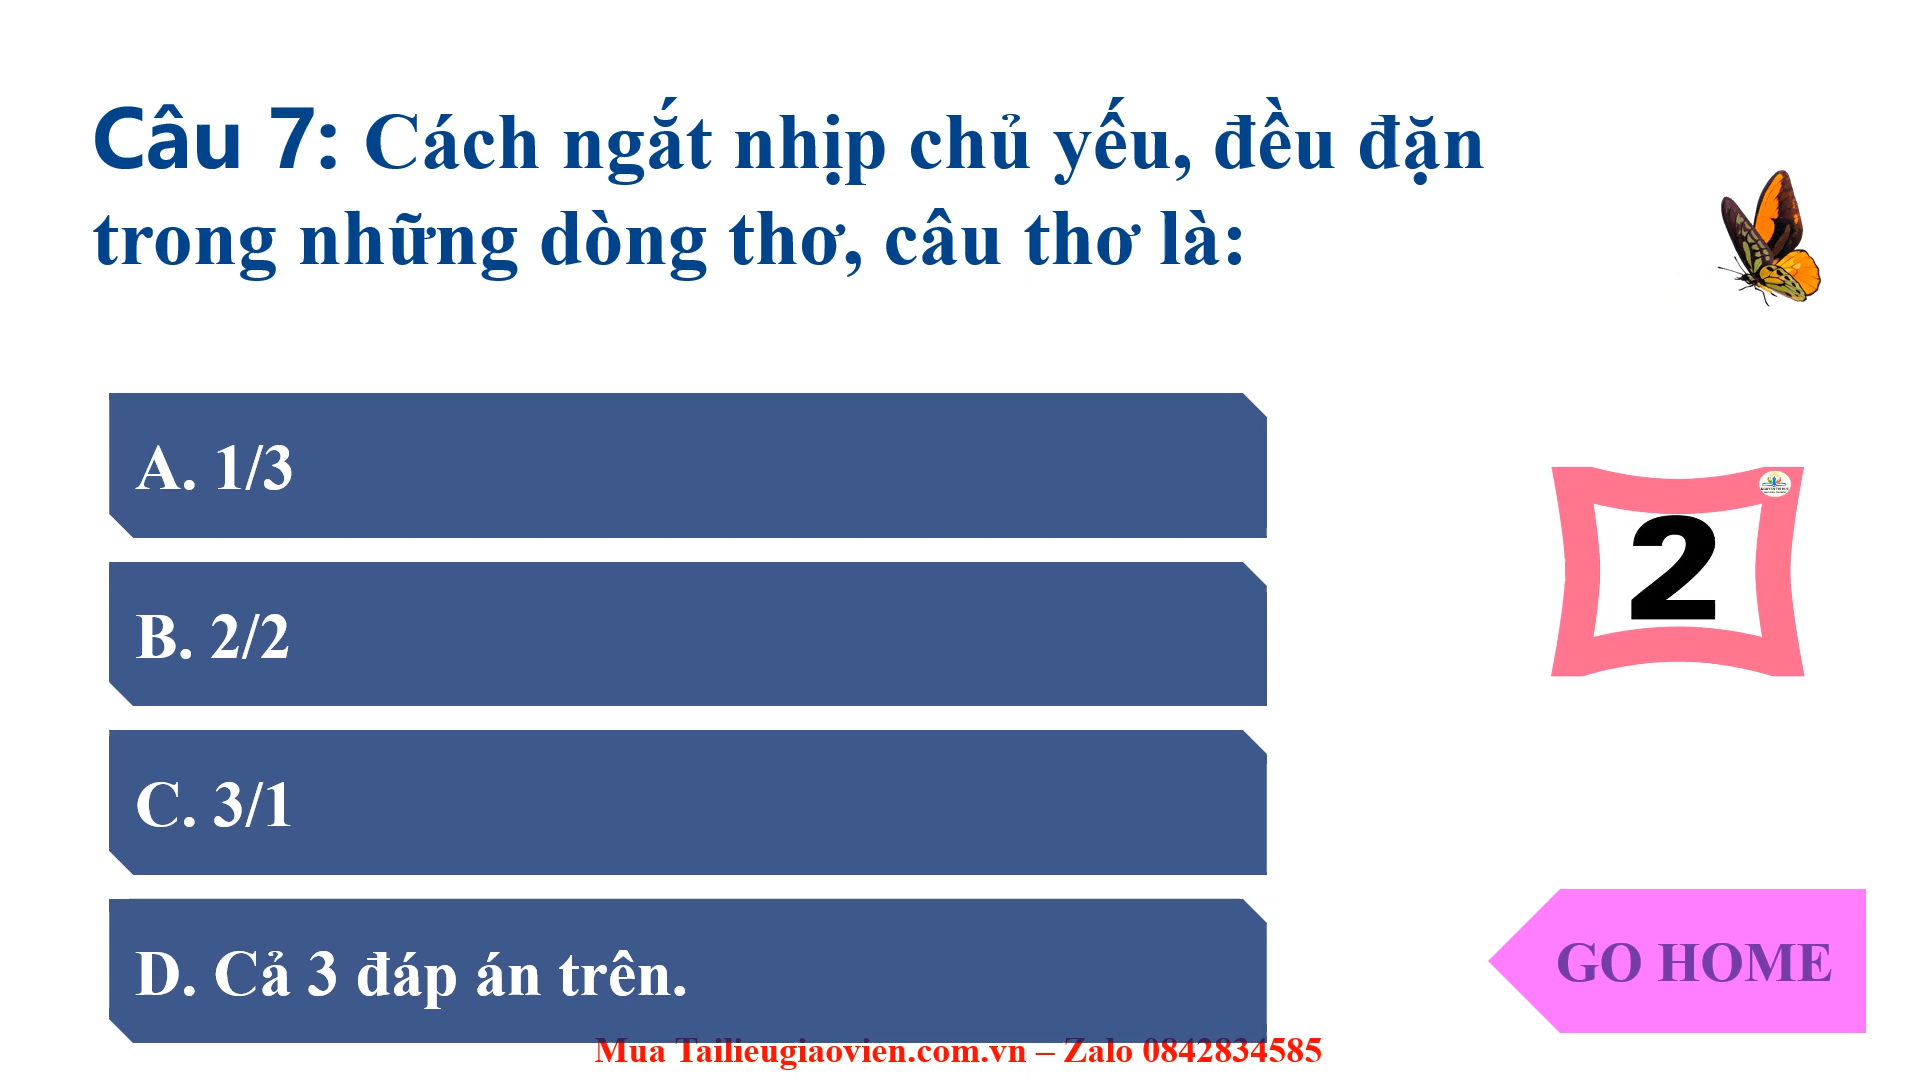 Câu 7: Cách ngắt nhịp chủ yếu, đều đặn
trong những dòng thơ, câu thơ là:
A. 1/3
B. 2/2
C. 3/1
D. Cả 3 đáp án trên.
2
GO HOME
Mua Tailieugiaovien.com.vn – Zalo 0842834585